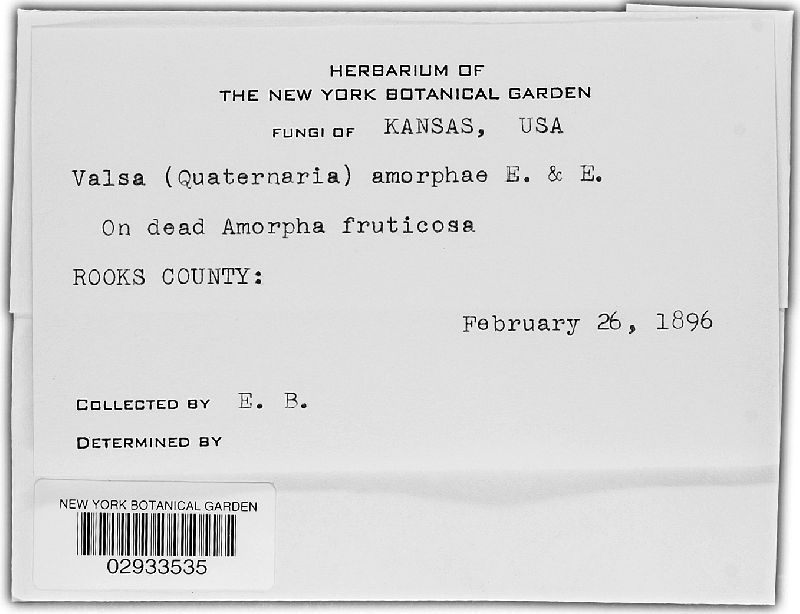 HERBARIUM OF
THE NEW YORK BOTANICAL GARDEN
FUNGI OF KANSAS, USA
Valsa (Quaternaria) amorphae E. & E.
On dead Amorpha fruticosa
ROOKS COUNTY:
February 26, 1896
COLLECTED BY E. B.
DETERMINED BY
NEW YORK BOTANICAL GARDEN
02933535